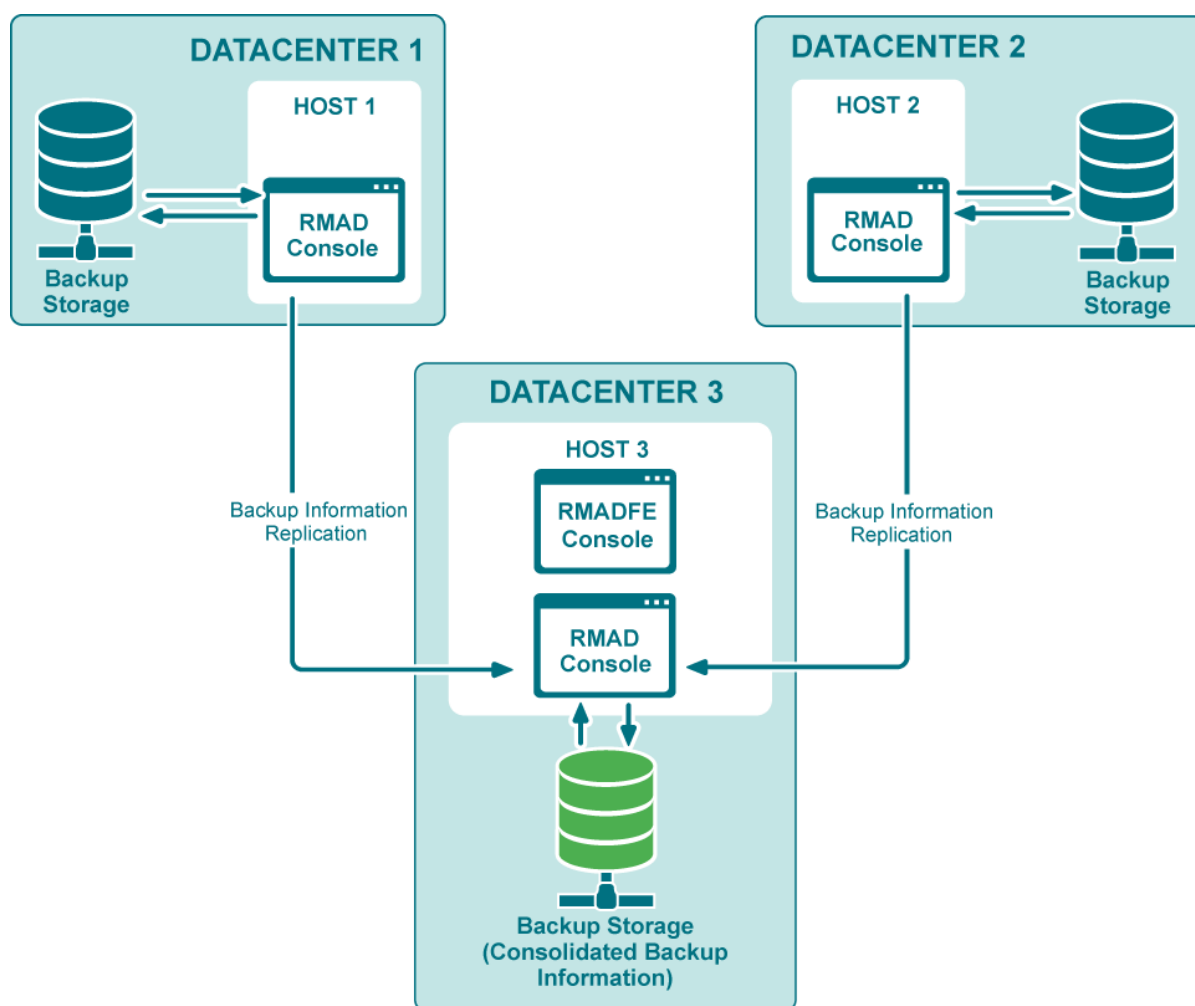 DATACENTER 1
HOST 1
RMAD
Console
Backup
Storage
DATACENTER 2
HOST 2
RMAD
Console
Backup
Storage
Backup Information
Replication
Backup Information
Replication
DATACENTER 3
HOST 3
RMADFE
Console
RMAD
Console
Backup Storage
(Consolidated Backup
Information)